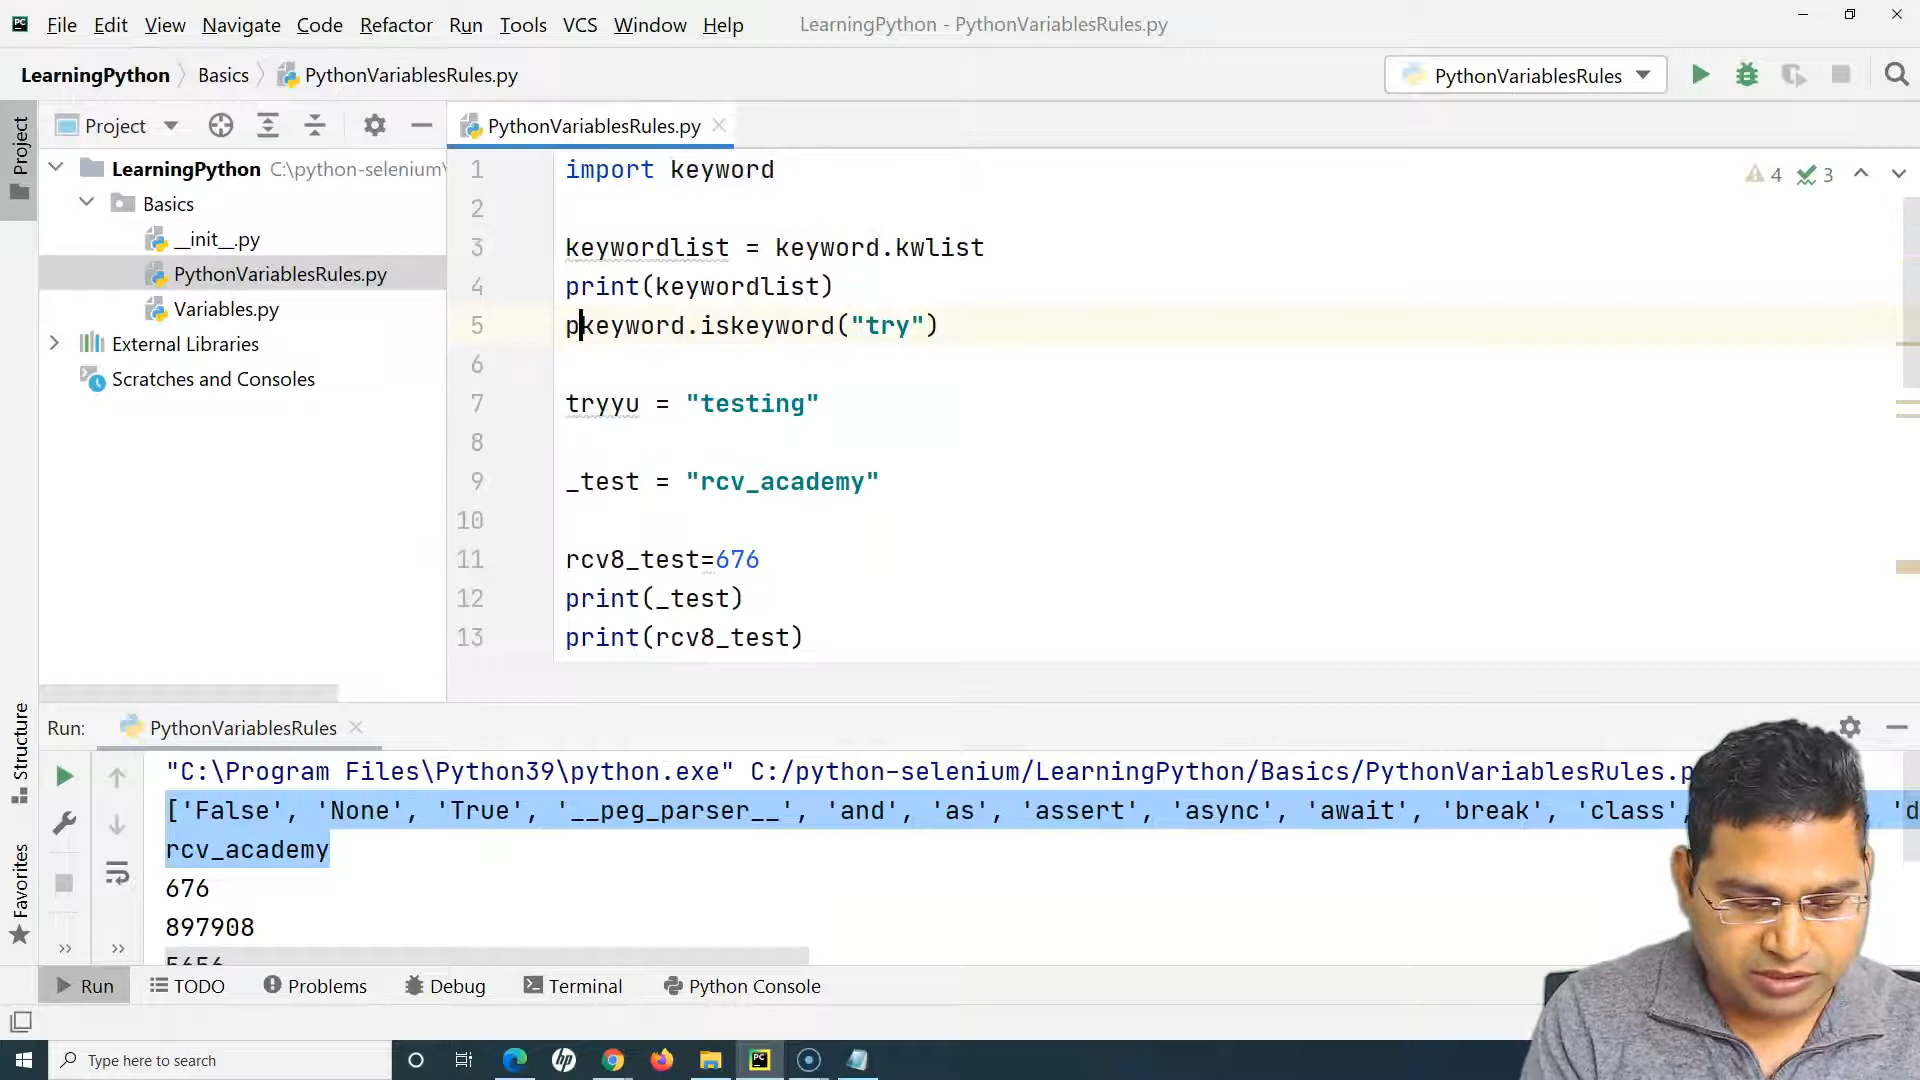 File Edit View Navigate Code Refactor Run Tools VCS Window Help LearningPython - PythonVariablesRules.py
LearningPython Basics PythonVariablesRules.py PythonVariablesRules
Project PythonVariablesRules.py
Project
LearningPython C:\python-selenium\
Basics
__init__.py
PythonVariablesRules.py
Variables.py
External Libraries
Scratches and Consoles
4 3
1 import keyword
2
3 keywordlist = keyword.kwlist
4 print(keywordlist)
5 pkeyword.iskeyword("try")
6
7 tryyu = "testing"
8
9 _test = "rcv_academy"
10
11 rcv8_test=676
12 print(_test)
13 print(rcv8_test)
Structure
Favorites
Run: PythonVariablesRules
"C:\Program Files\Python39\python.exe" C:/python-selenium/LearningPython/Basics/PythonVariablesRules.p
['False', 'None', 'True', '__peg_parser__', 'and', 'as', 'assert', 'async', 'await', 'break', 'class', 'd
rcv_academy
676
897908
5656
Run TODO Problems Debug Terminal Python Console
Type here to search